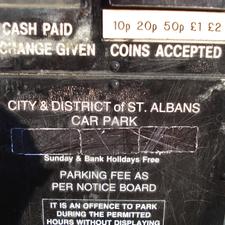 CASH PAID
10p 20p 50p £1 £2
CHANGE GIVEN
COINS ACCEPTED
CITY & DISTRICT of ST. ALBANS
CAR PARK
Sunday & Bank Holidays Free
PARKING FEE AS
PER NOTICE BOARD
IT IS AN OFFENCE TO PARK
DURING THE PERMITTED
HOURS WITHOUT DISPLAYING